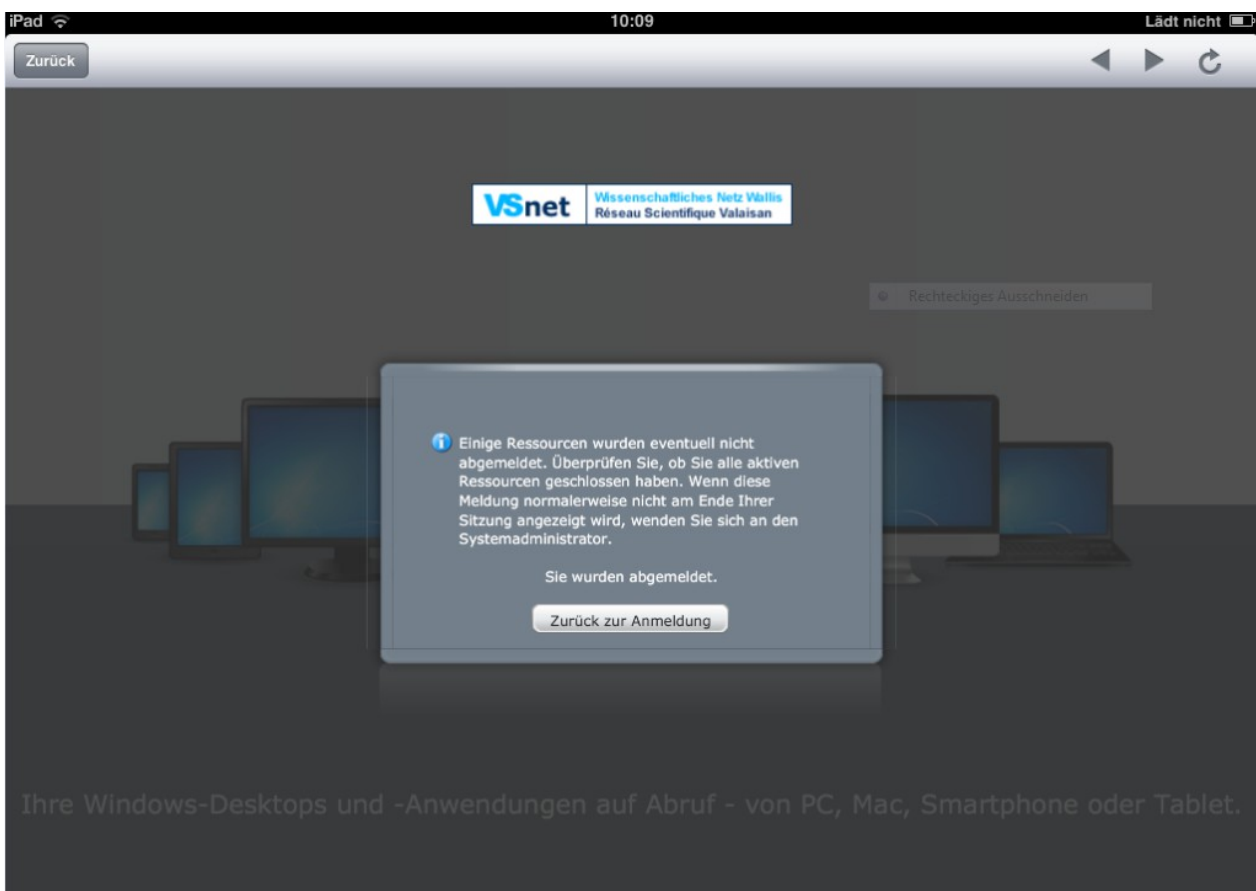 iPad 10:09 Lädt nicht
Zurück
VSnet
Wissenschaftliches Netz Wallis
Réseau Scientifique Valaisan
Rechteckiges Ausschneiden
Einige Ressourcen wurden eventuell nicht
abgemeldet. Überprüfen Sie, ob Sie alle aktiven
Ressourcen geschlossen haben. Wenn diese
Meldung normalerweise nicht am Ende Ihrer
Sitzung angezeigt wird, wenden Sie sich an den
Systemadministrator.
Sie wurden abgemeldet.
Zurück zur Anmeldung
Ihre Windows-Desktops und -Anwendungen auf Abruf - von PC, Mac, Smartphone oder Tablet.